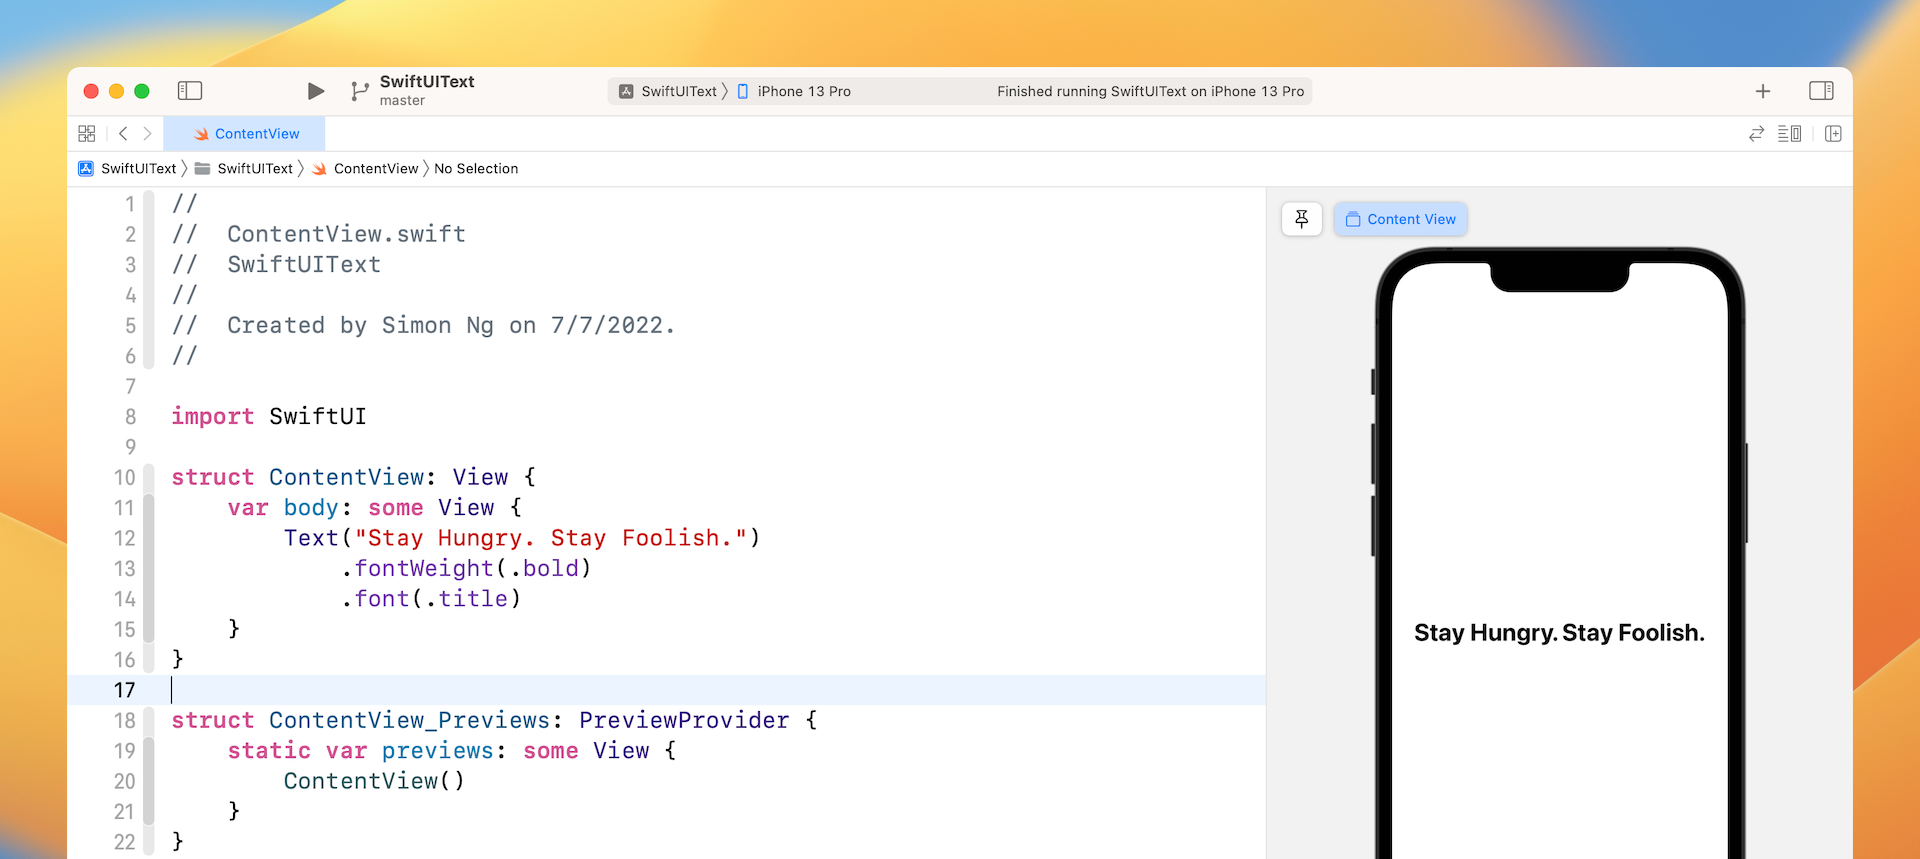 SwiftUIText
master
SwiftUIText 〉 iPhone 13 Pro
Finished running SwiftUIText on iPhone 13 Pro
ContentView
SwiftUIText 〉 SwiftUIText 〉 ContentView 〉 No Selection
1 //
2 //  ContentView.swift
3 //  SwiftUIText
4 //
5 //  Created by Simon Ng on 7/7/2022.
6 //
7
8 import SwiftUI
9
10 struct ContentView: View {
11     var body: some View {
12         Text("Stay Hungry. Stay Foolish.")
13             .fontWeight(.bold)
14             .font(.title)
15     }
16 }
17
18 struct ContentView_Previews: PreviewProvider {
19     static var previews: some View {
20         ContentView()
21     }
22 }
Content View
Stay Hungry. Stay Foolish.